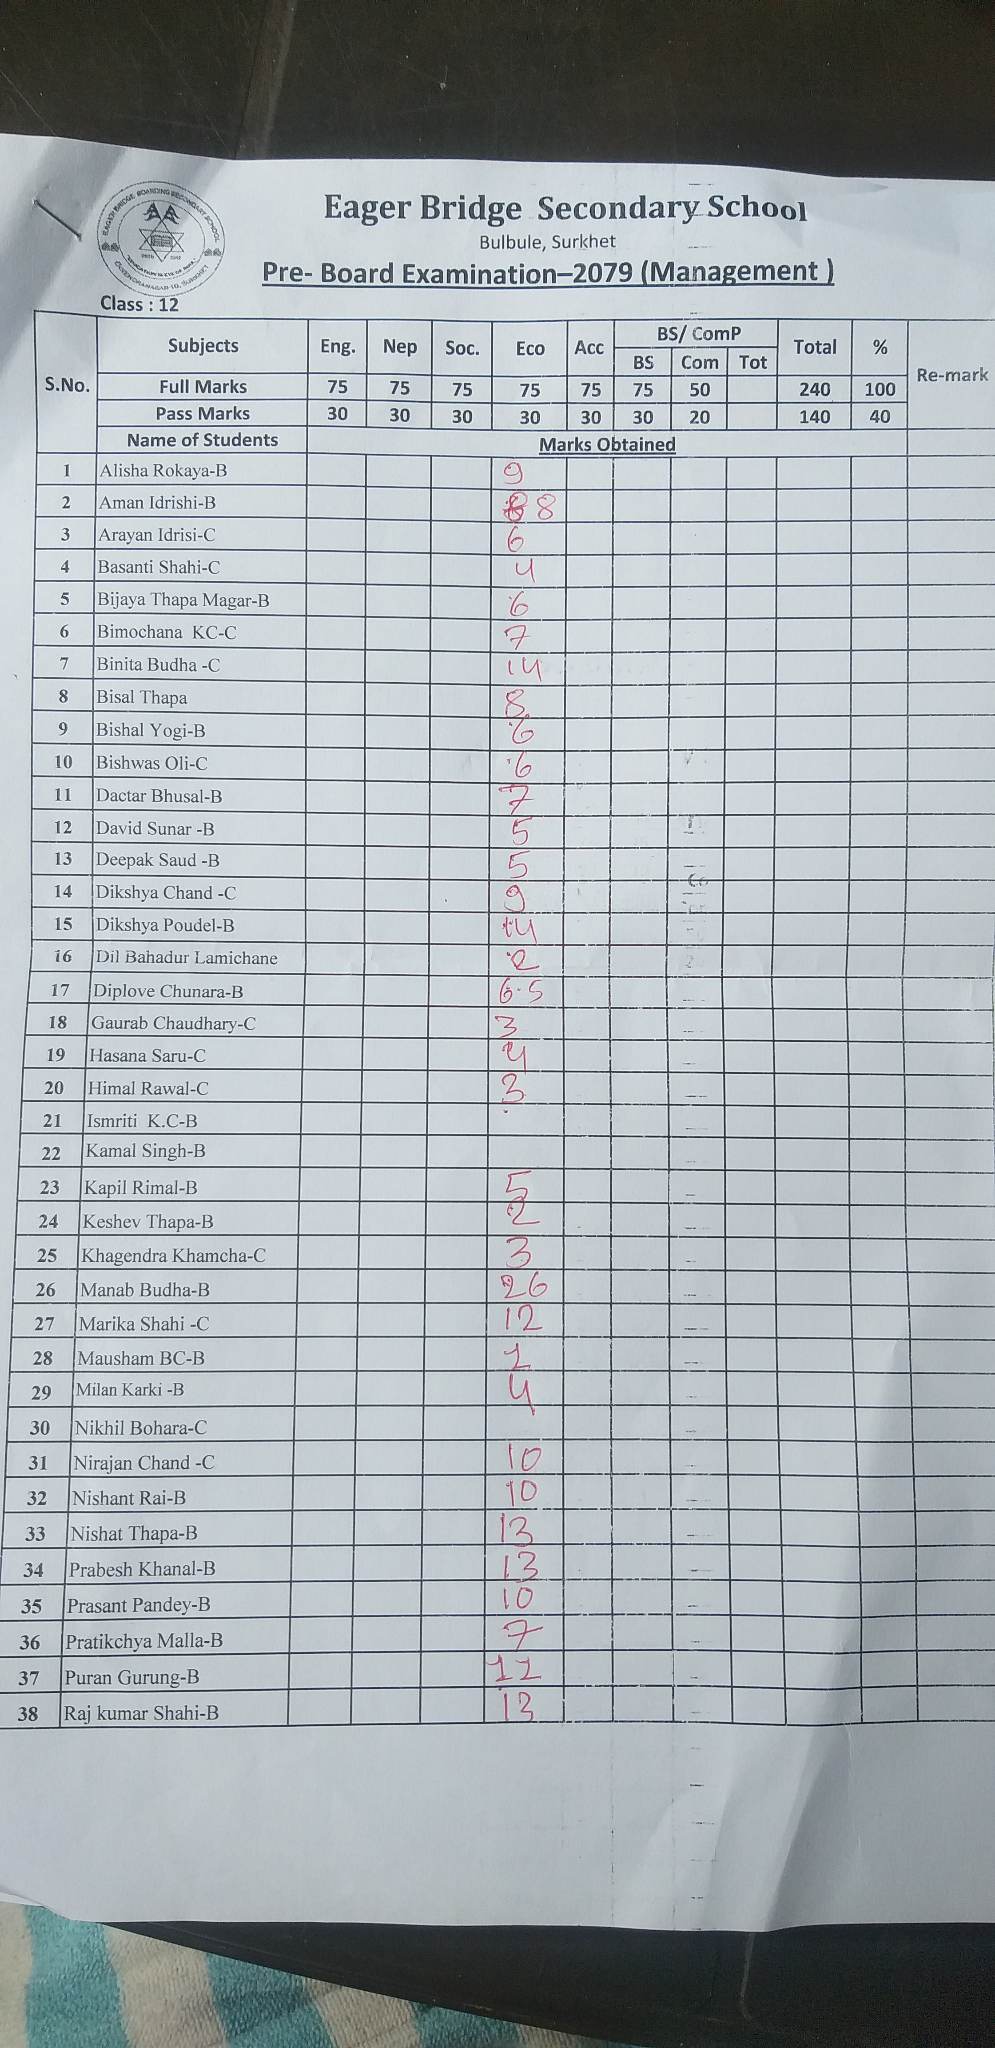 EAGER BRIDGE BOARDING SECONDARY SCHOOL
Eager Bridge Secondary School
Bulbule, Surkhet
Pre- Board Examination–2079 (Management )
Class : 12
S.No. Subjects Eng. Nep Soc. Eco Acc BS/ ComP Total % Re-mark
BS Com Tot
Full Marks 75 75 75 75 75 75 50 240 100
Pass Marks 30 30 30 30 30 30 20 140 40
Name of Students Marks Obtained
1 Alisha Rokaya-B 9
2 Aman Idrishi-B 8
3 Arayan Idrisi-C 6
4 Basanti Shahi-C 4
5 Bijaya Thapa Magar-B 6
6 Bimochana KC-C 7
7 Binita Budha -C 14
8 Bisal Thapa 8
9 Bishal Yogi-B 6
10 Bishwas Oli-C 6
11 Dactar Bhusal-B 7
12 David Sunar -B 5
13 Deepak Saud -B 5
14 Dikshya Chand -C 9
15 Dikshya Poudel-B 14
16 Dil Bahadur Lamichane 2
17 Diplove Chunara-B 6.5
18 Gaurab Chaudhary-C 3
19 Hasana Saru-C 4
20 Himal Rawal-C 3
21 Ismriti K.C-B
22 Kamal Singh-B
23 Kapil Rimal-B 5
24 Keshev Thapa-B 2
25 Khagendra Khamcha-C 3
26 Manab Budha-B 26
27 Marika Shahi -C 12
28 Mausham BC-B 1
29 Milan Karki -B 4
30 Nikhil Bohara-C
31 Nirajan Chand -C 10
32 Nishant Rai-B 10
33 Nishat Thapa-B 13
34 Prabesh Khanal-B 13
35 Prasant Pandey-B 10
36 Pratikchya Malla-B 7
37 Puran Gurung-B 11
38 Raj kumar Shahi-B 13